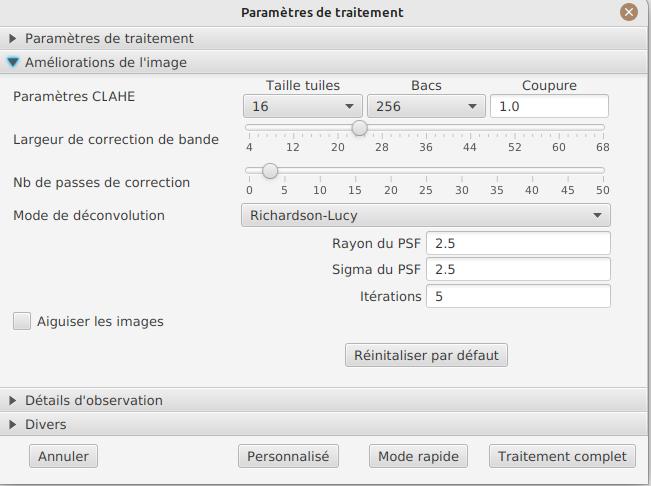 Paramètres de traitement
Paramètres de traitement
Améliorations de l'image
Taille tuiles Bacs Coupure
Paramètres CLAHE 16 256 1.0
Largeur de correction de bande
4 12 20 28 36 44 52 60 68
Nb de passes de correction
0 5 10 15 20 25 30 35 40 45 50
Mode de déconvolution Richardson-Lucy
Rayon du PSF 2.5
Sigma du PSF 2.5
Itérations 5
Aiguiser les images
Réinitaliser par défaut
Détails d'observation
Divers
Annuler Personnalisé Mode rapide Traitement complet